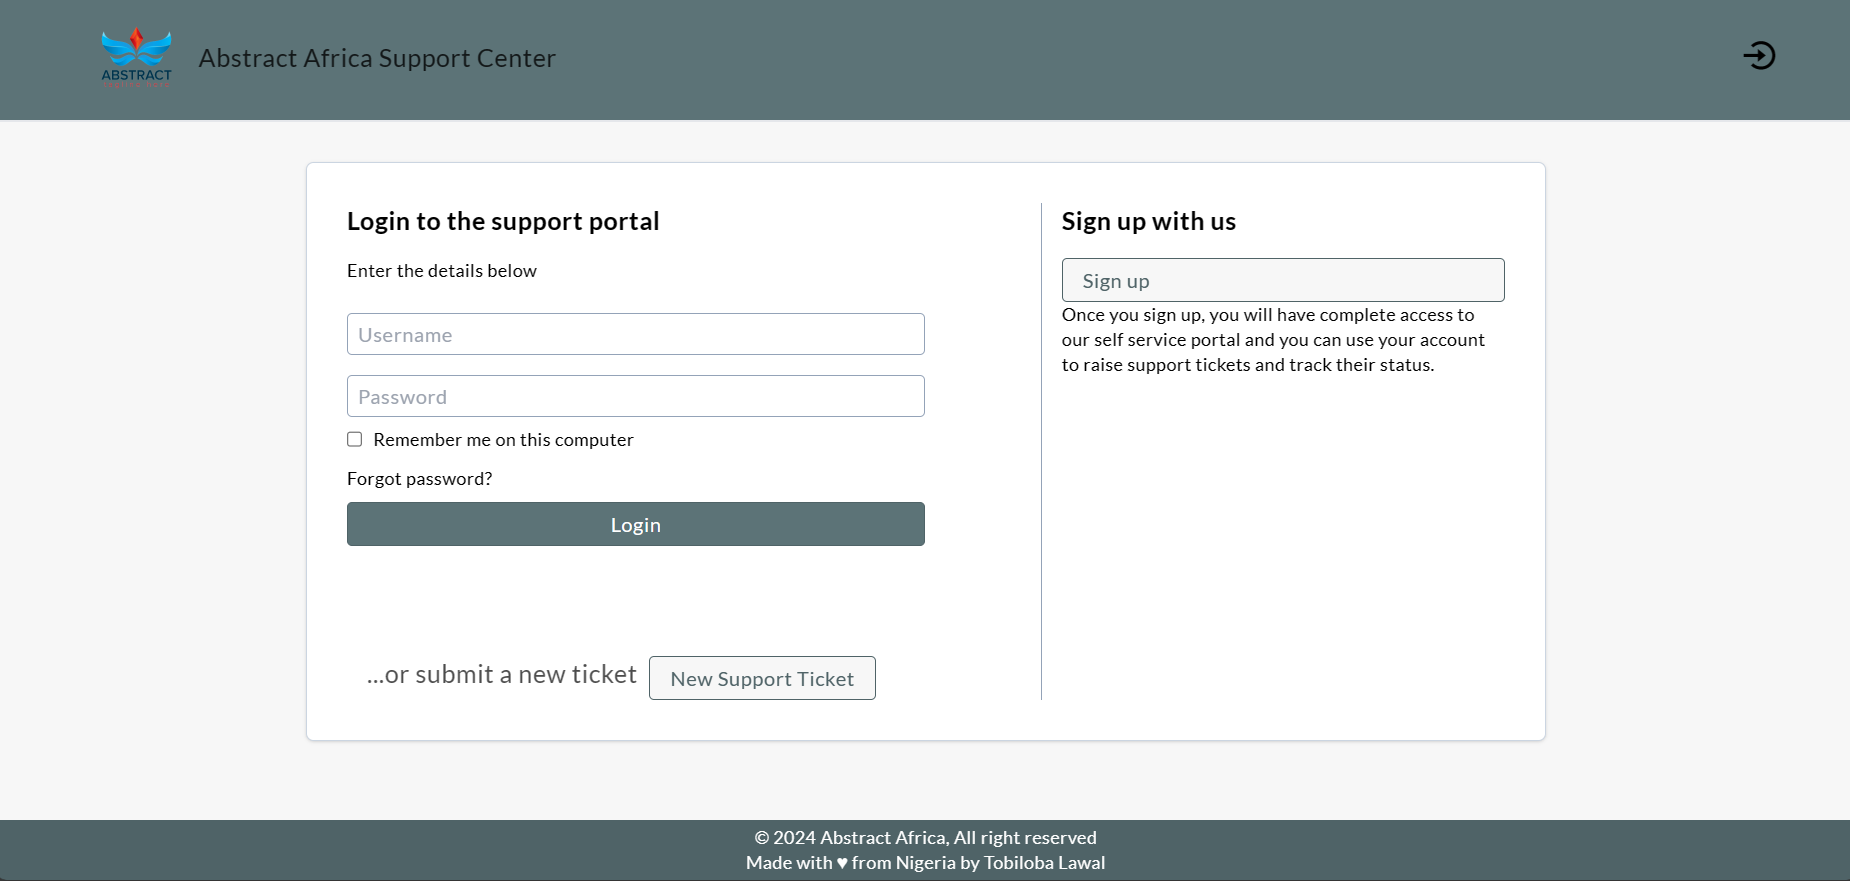 ABSTRACT
Abstract Africa Support Center
Login to the support portal
Enter the details below
Username
Password
Remember me on this computer
Forgot password?
Login
...or submit a new ticket
New Support Ticket
Sign up with us
Sign up
Once you sign up, you will have complete access to
our self service portal and you can use your account
to raise support tickets and track their status.
© 2024 Abstract Africa, All right reserved
Made with ♥ from Nigeria by Tobiloba Lawal